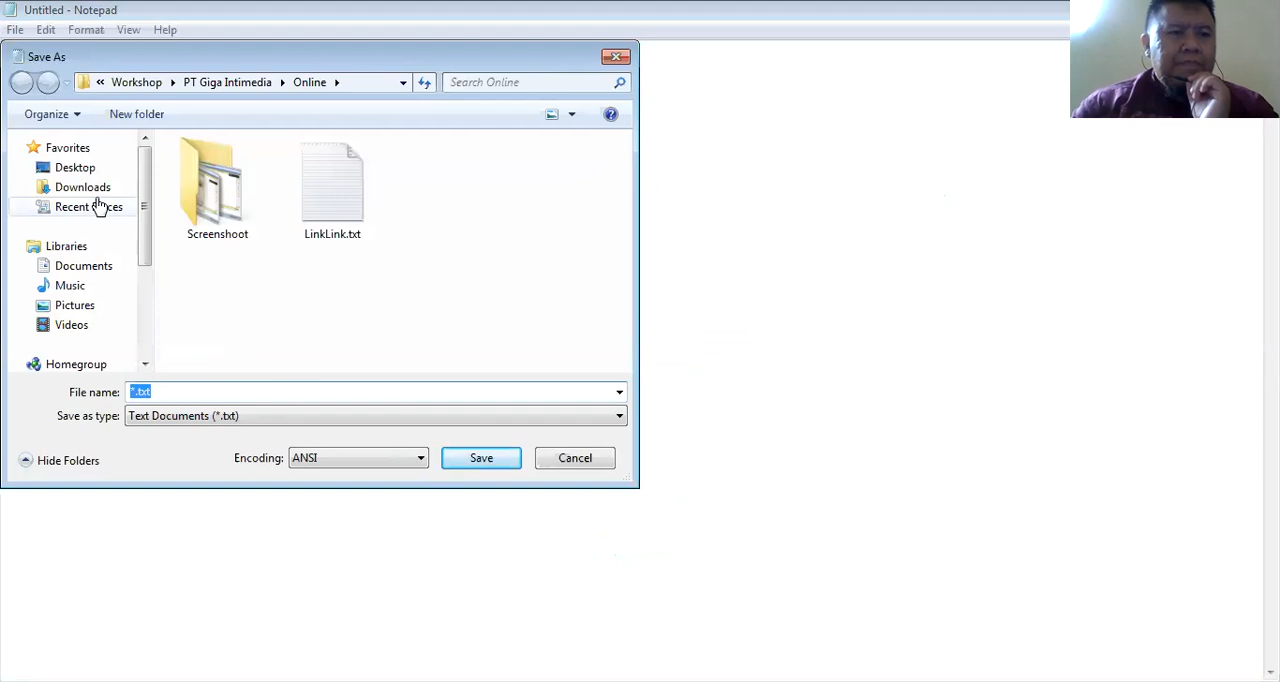 Untitled - Notepad
File Edit Format View Help
Save As
« Workshop PT Giga Intimedia Online Search Online
Organize New folder
Favorites
Desktop
Downloads
Recent
Libraries
Documents
Music
Pictures
Videos
Homegroup
Screenshoot
LinkLink.txt
File name: *.txt
Save as type: Text Documents (*.txt)
Hide Folders Encoding: ANSI Save Cancel